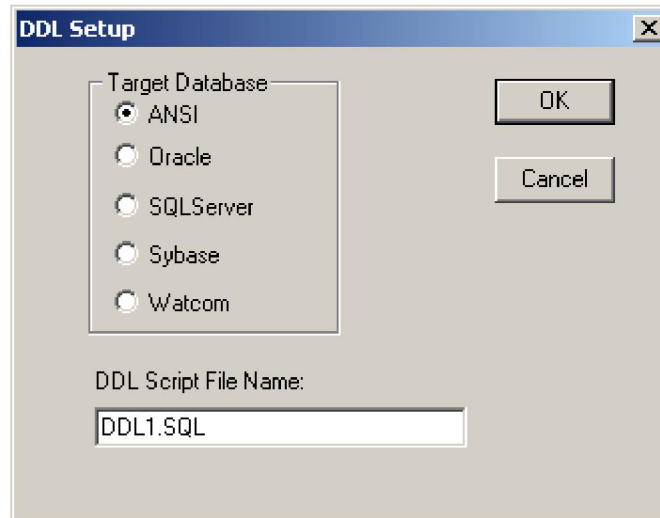 DDL Setup
Target Database
ANSI
Oracle
SQLServer
Sybase
Watcom
OK
Cancel
DDL Script File Name:
DDL1.SQL